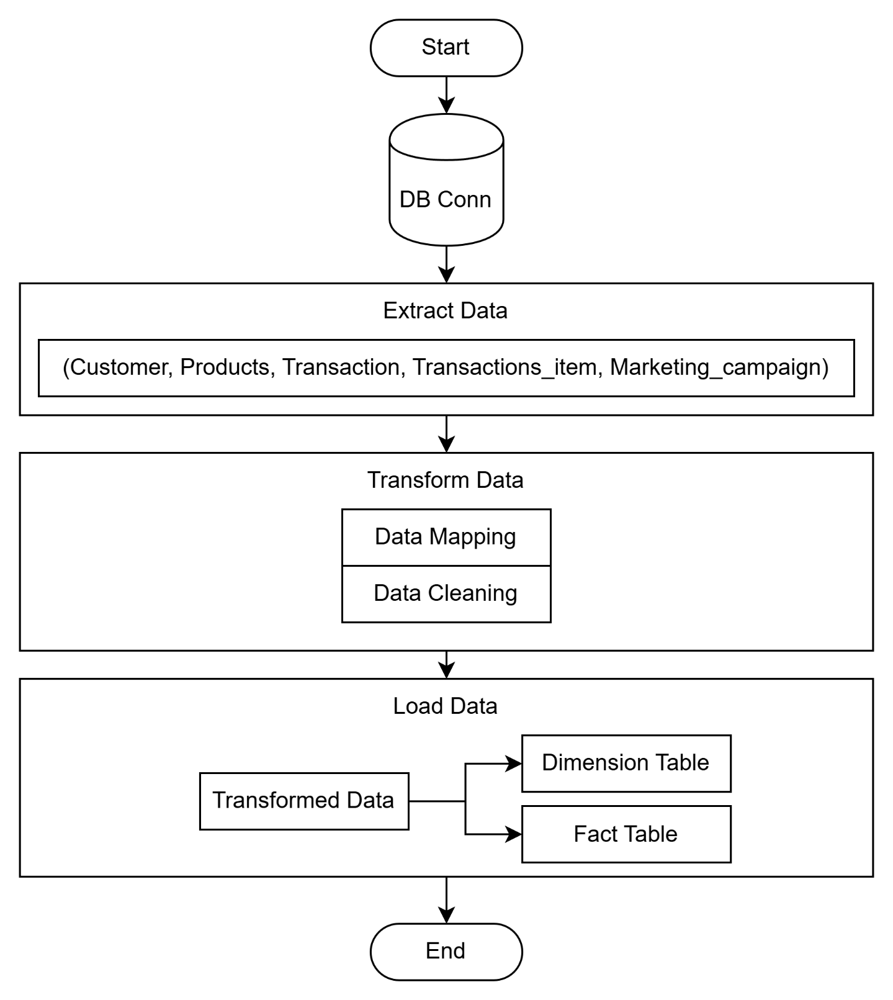 Start
DB Conn
Extract Data
(Customer, Products, Transaction, Transactions_item, Marketing_campaign)
Transform Data
Data Mapping
Data Cleaning
Load Data
Transformed Data
Dimension Table
Fact Table
End